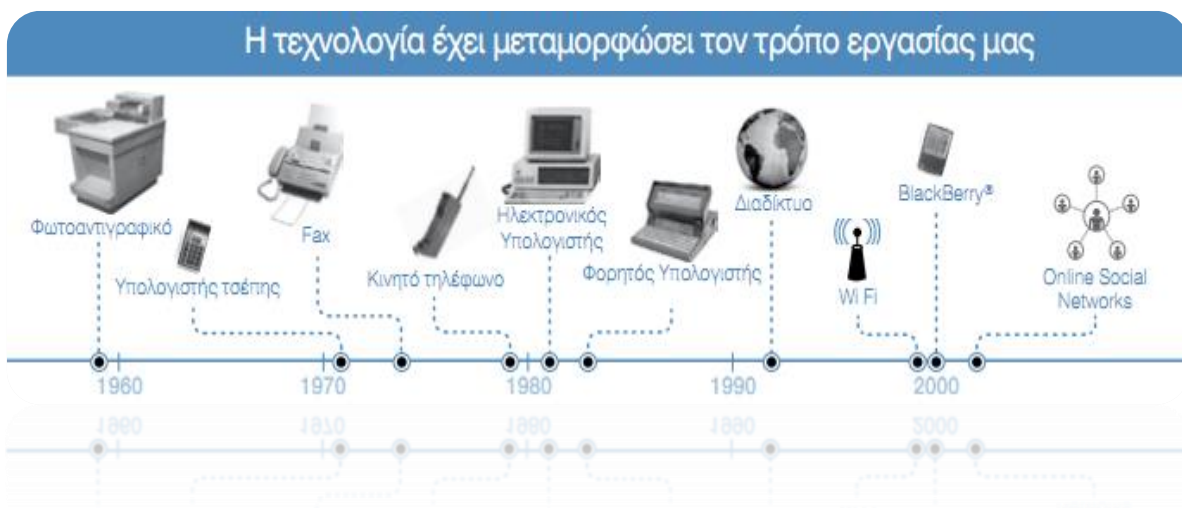 Η τεχνολογία έχει μεταμορφώσει τον τρόπο εργασίας μας
Φωτοαντιγραφικό
Υπολογιστής τσέπης
Fax
Κινητό τηλέφωνο
Ηλεκτρονικός
Υπολογιστής
Φορητός Υπολογιστής
Διαδίκτυο
Wi Fi
BlackBerry®
Online Social
Networks
1960
1970
1980
1990
2000